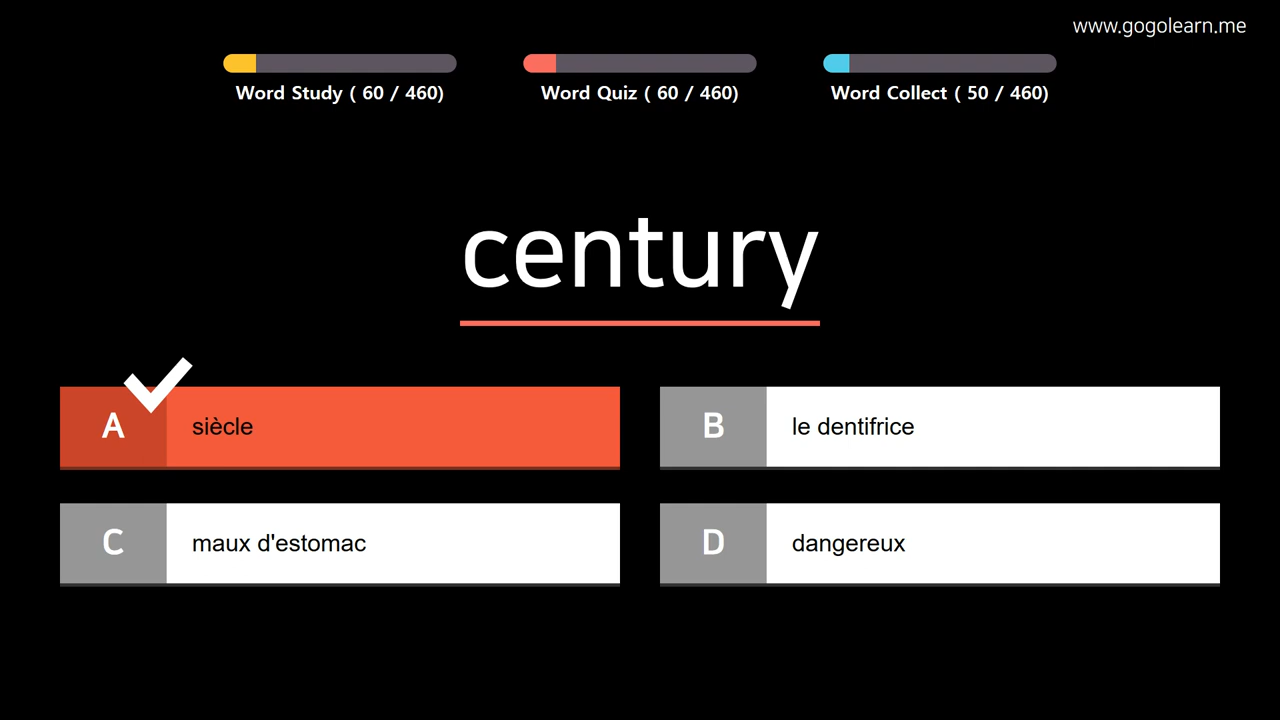 www.gogolearn.me
Word Study ( 60 / 460)
Word Quiz ( 60 / 460)
Word Collect ( 50 / 460)
century
A siècle
B le dentifrice
C maux d'estomac
D dangereux